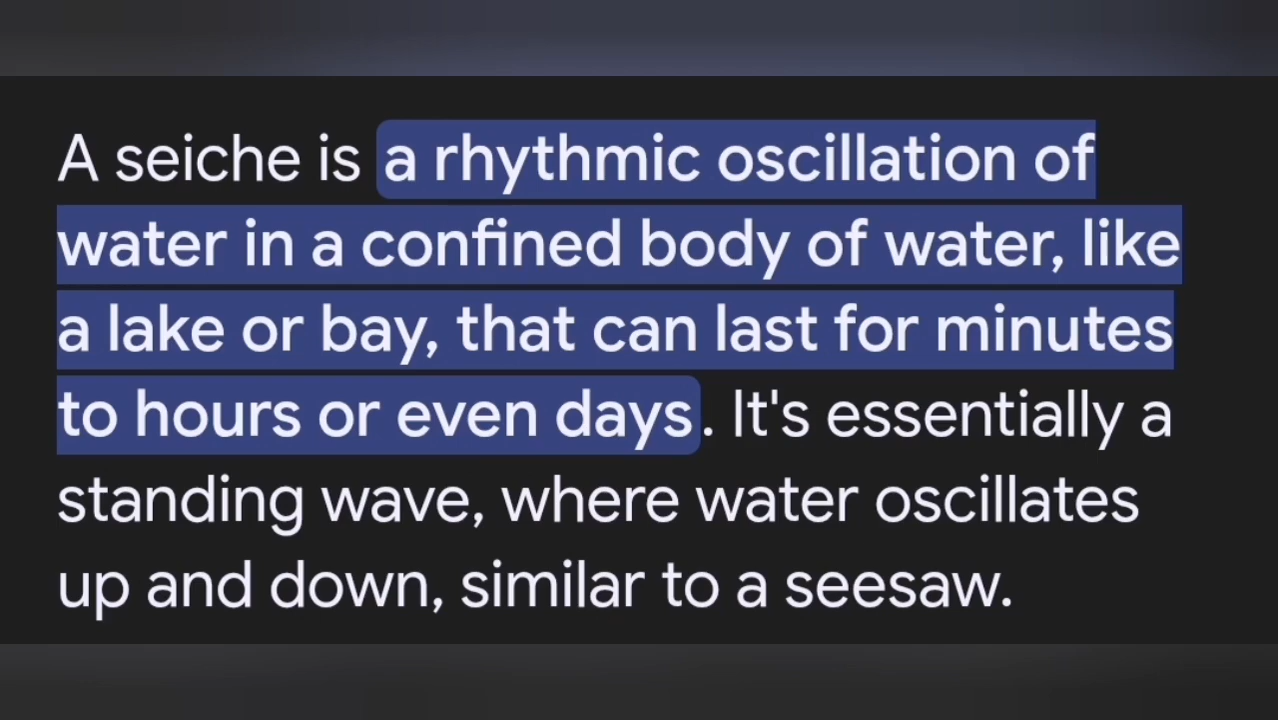 A seiche is a rhythmic oscillation of
water in a confined body of water, like
a lake or bay, that can last for minutes
to hours or even days. It's essentially a
standing wave, where water oscillates
up and down, similar to a seesaw.